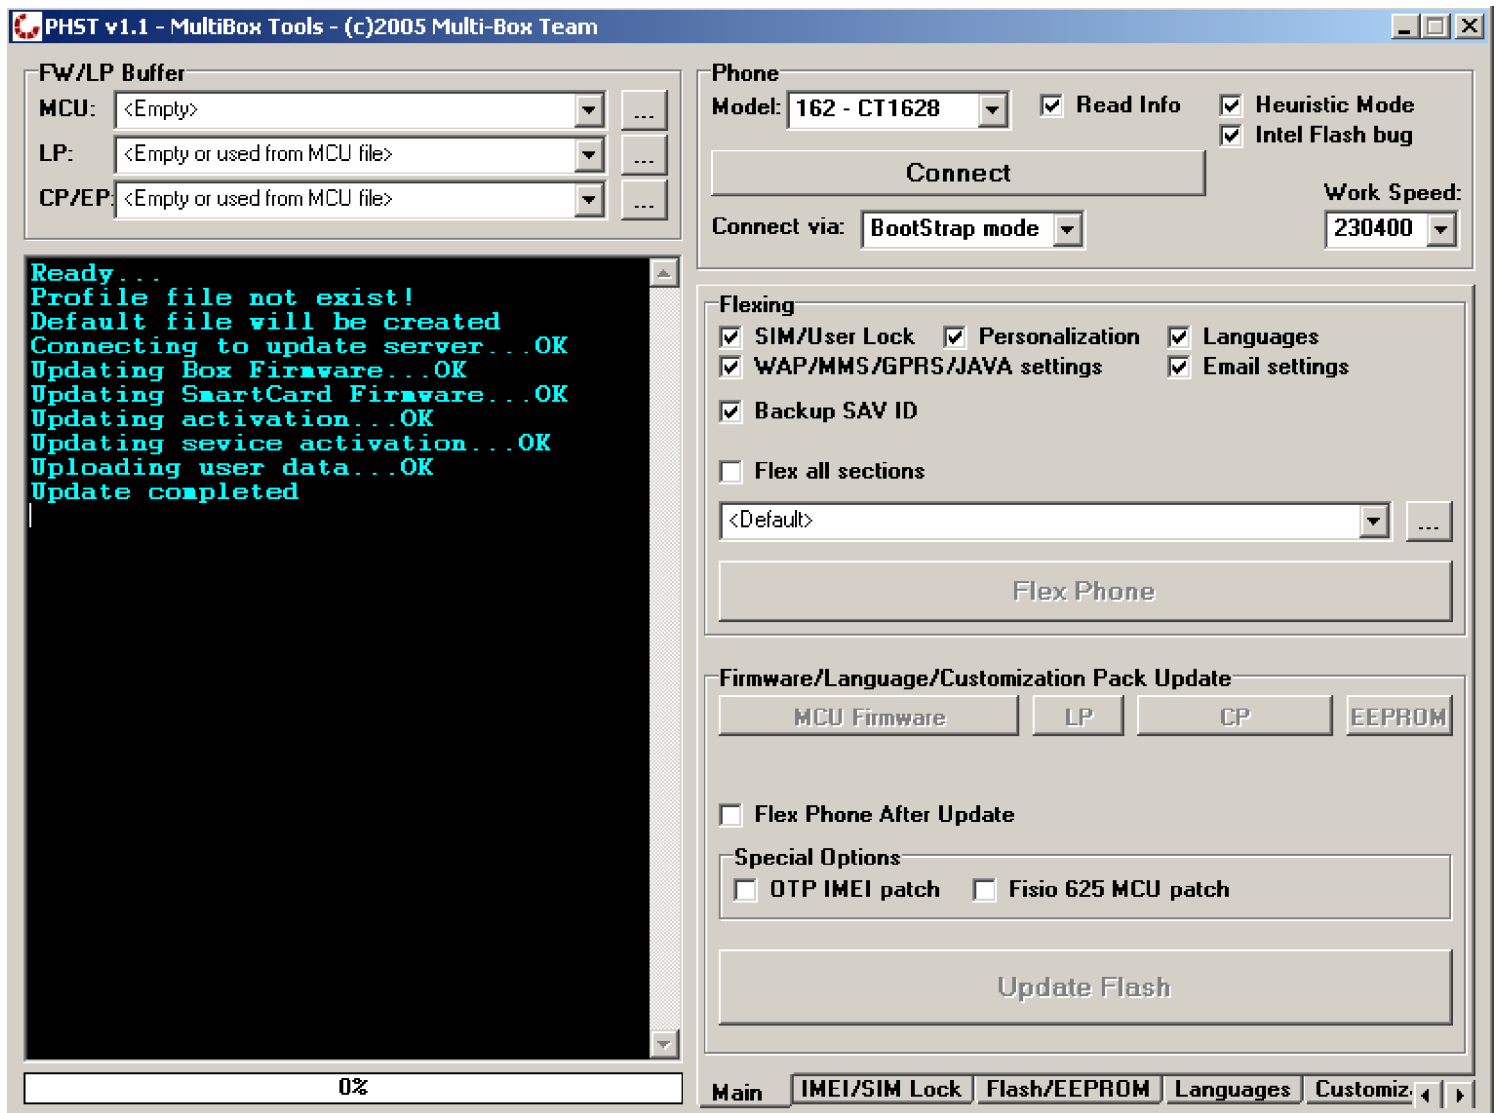 PHST v1.1 - MultiBox Tools - (c)2005 Multi-Box Team
FW/LP Buffer
MCU: <Empty> ...
LP: <Empty or used from MCU file> ...
CP/EP: <Empty or used from MCU file> ...
Ready...
Profile file not exist!
Default file will be created
Connecting to update server...OK
Updating Box Firmware...OK
Updating SmartCard Firmware...OK
Updating activation...OK
Updating sevice activation...OK
Uploading user data...OK
Update completed
0%
Phone
Model: 162 - CT1628 Read Info Heuristic Mode
Intel Flash bug
Connect
Work Speed:
Connect via: BootStrap mode 230400
Flexing
SIM/User Lock Personalization Languages
WAP/MMS/GPRS/JAVA settings Email settings
Backup SAV ID
Flex all sections
<Default> ...
Flex Phone
Firmware/Language/Customization Pack Update
MCU Firmware LP CP EEPROM
Flex Phone After Update
Special Options
OTP IMEI patch Fisio 625 MCU patch
Update Flash
Main IMEI/SIM Lock Flash/EEPROM Languages Customiz